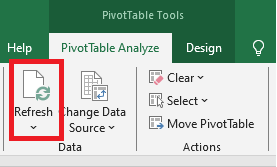 PivotTable Tools
Help PivotTable Analyze Design
Refresh
Change Data
Source
Data
Clear
Select
Move PivotTable
Actions